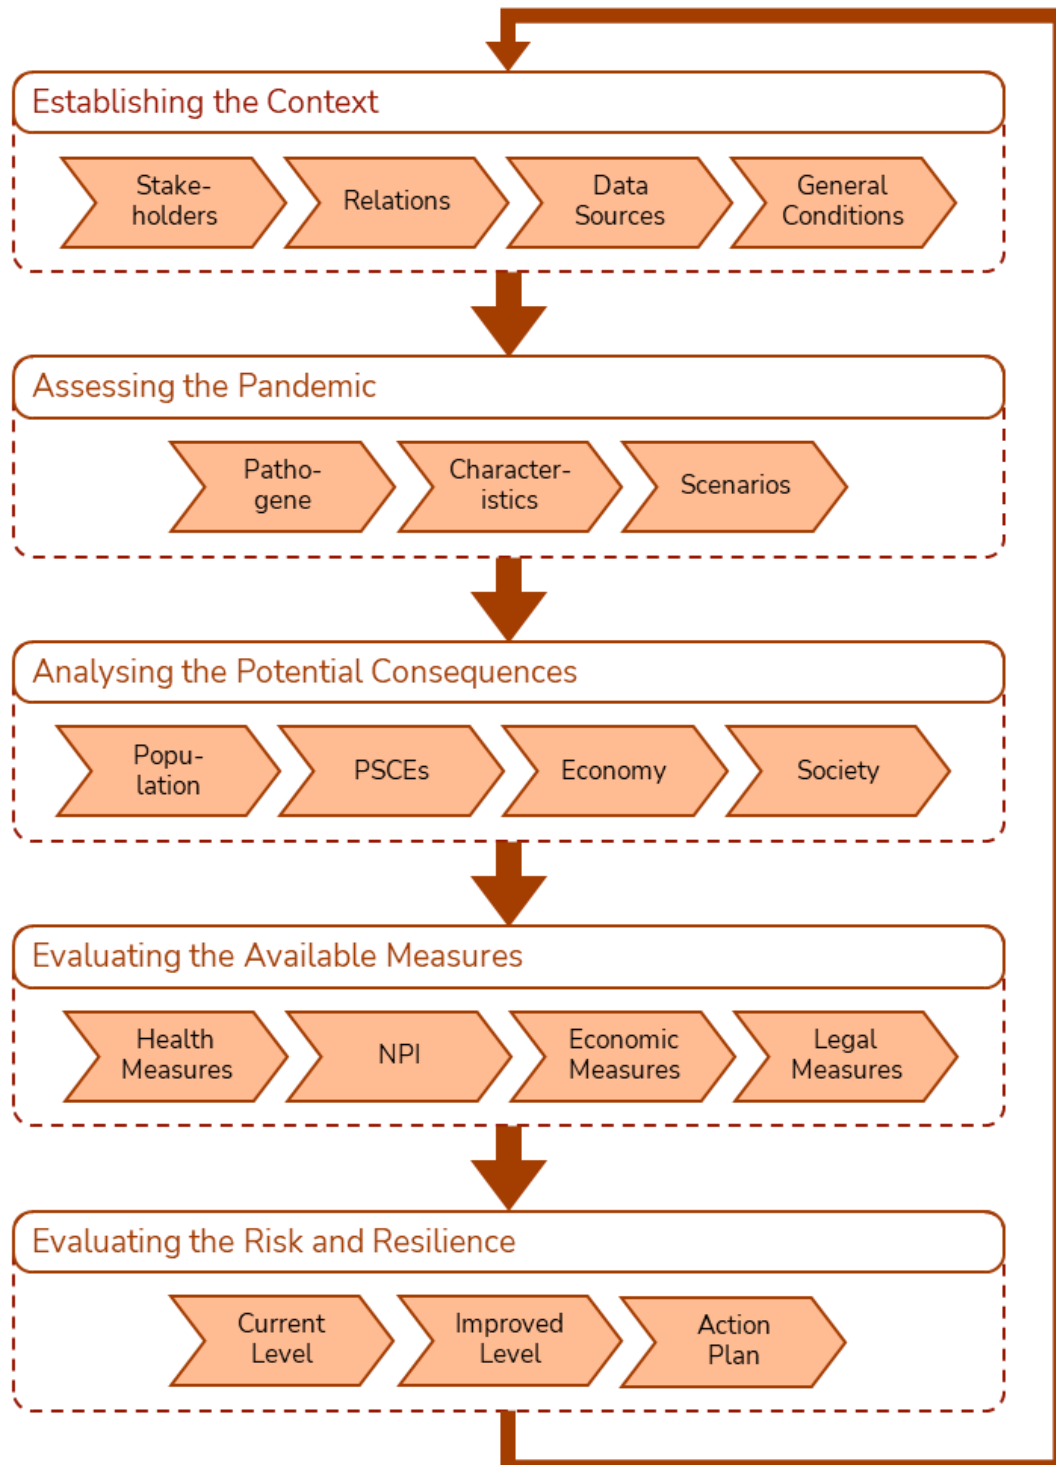 Establishing the Context
Stake-
holders
Relations
Data
Sources
General
Conditions
Assessing the Pandemic
Patho-
gene
Character-
istics
Scenarios
Analysing the Potential Consequences
Popu-
lation
PSCEs
Economy
Society
Evaluating the Available Measures
Health
Measures
NPI
Economic
Measures
Legal
Measures
Evaluating the Risk and Resilience
Current
Level
Improved
Level
Action
Plan